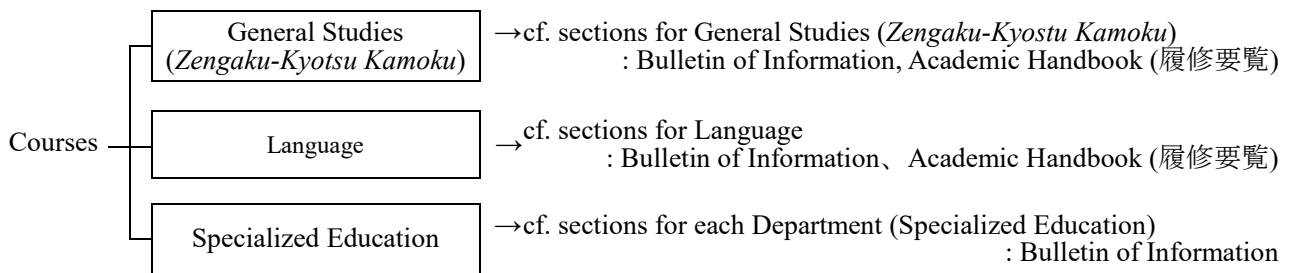 General Studies
(Zengaku-Kyotsu Kamoku)
→cf. sections for General Studies (Zengaku-Kyostu Kamoku)
: Bulletin of Information, Academic Handbook (履修要覧)
Courses
Language
→cf. sections for Language
: Bulletin of Information、Academic Handbook (履修要覧)
Specialized Education
→cf. sections for each Department (Specialized Education)
: Bulletin of Information